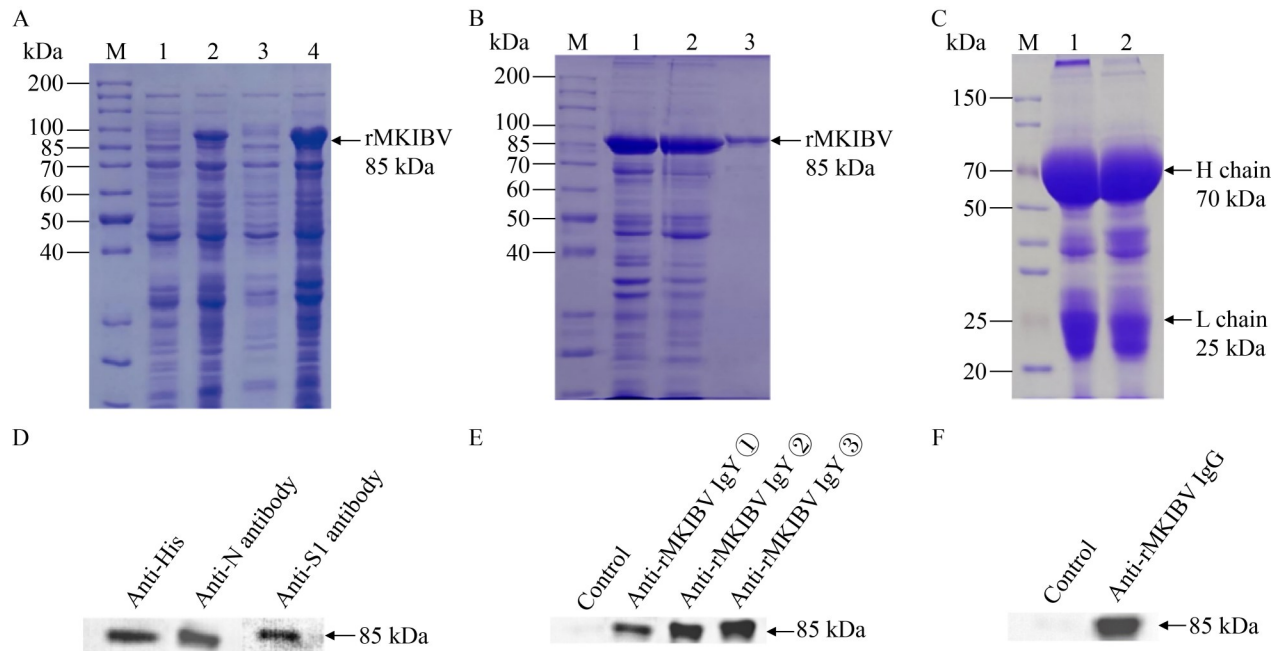 A
kDa
M 1 2 3 4
200
100
85
70
60
50
40
rMKIBV
85 kDa
B
kDa
M 1 2 3
200
100
85
70
60
50
40
rMKIBV
85 kDa
C
kDa
M 1 2
150
70
50
25
20
H chain
70 kDa
L chain
25 kDa
D
Anti-His
Anti-N antibody
Anti-S1 antibody
85 kDa
E
Control
Anti-rMKIBV IgY ①
Anti-rMKIBV IgY ②
Anti-rMKIBV IgY ③
85 kDa
F
Control
Anti-rMKIBV IgG
85 kDa